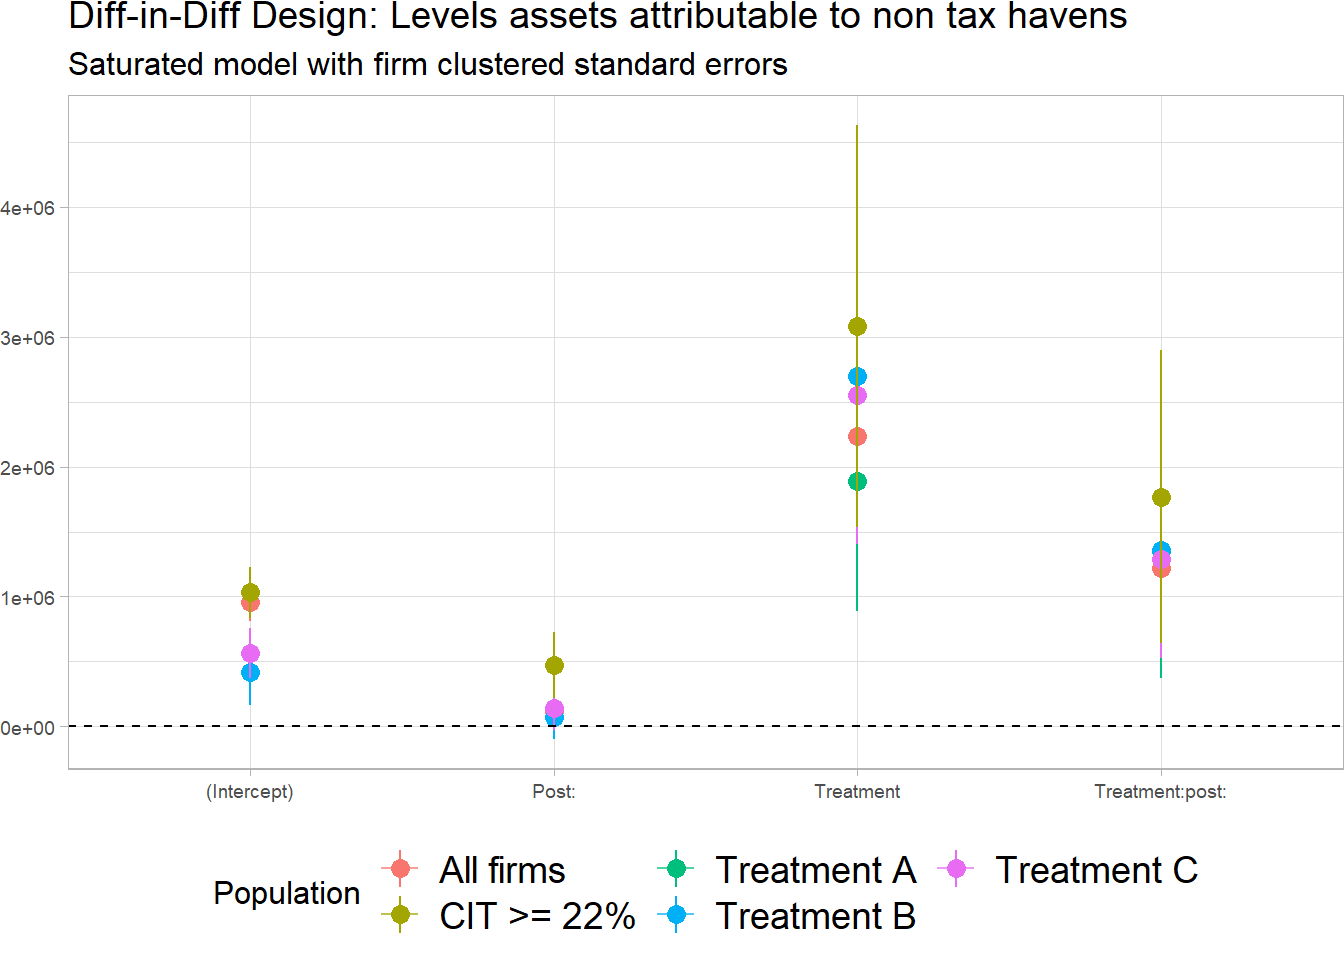 Diff-in-Diff Design: Levels assets attributable to non tax havens
Saturated model with firm clustered standard errors
4e+06
3e+06
2e+06
1e+06
0e+00
(Intercept) Post: Treatment Treatment:post:
Population
All firms Treatment A Treatment C
CIT >= 22% Treatment B